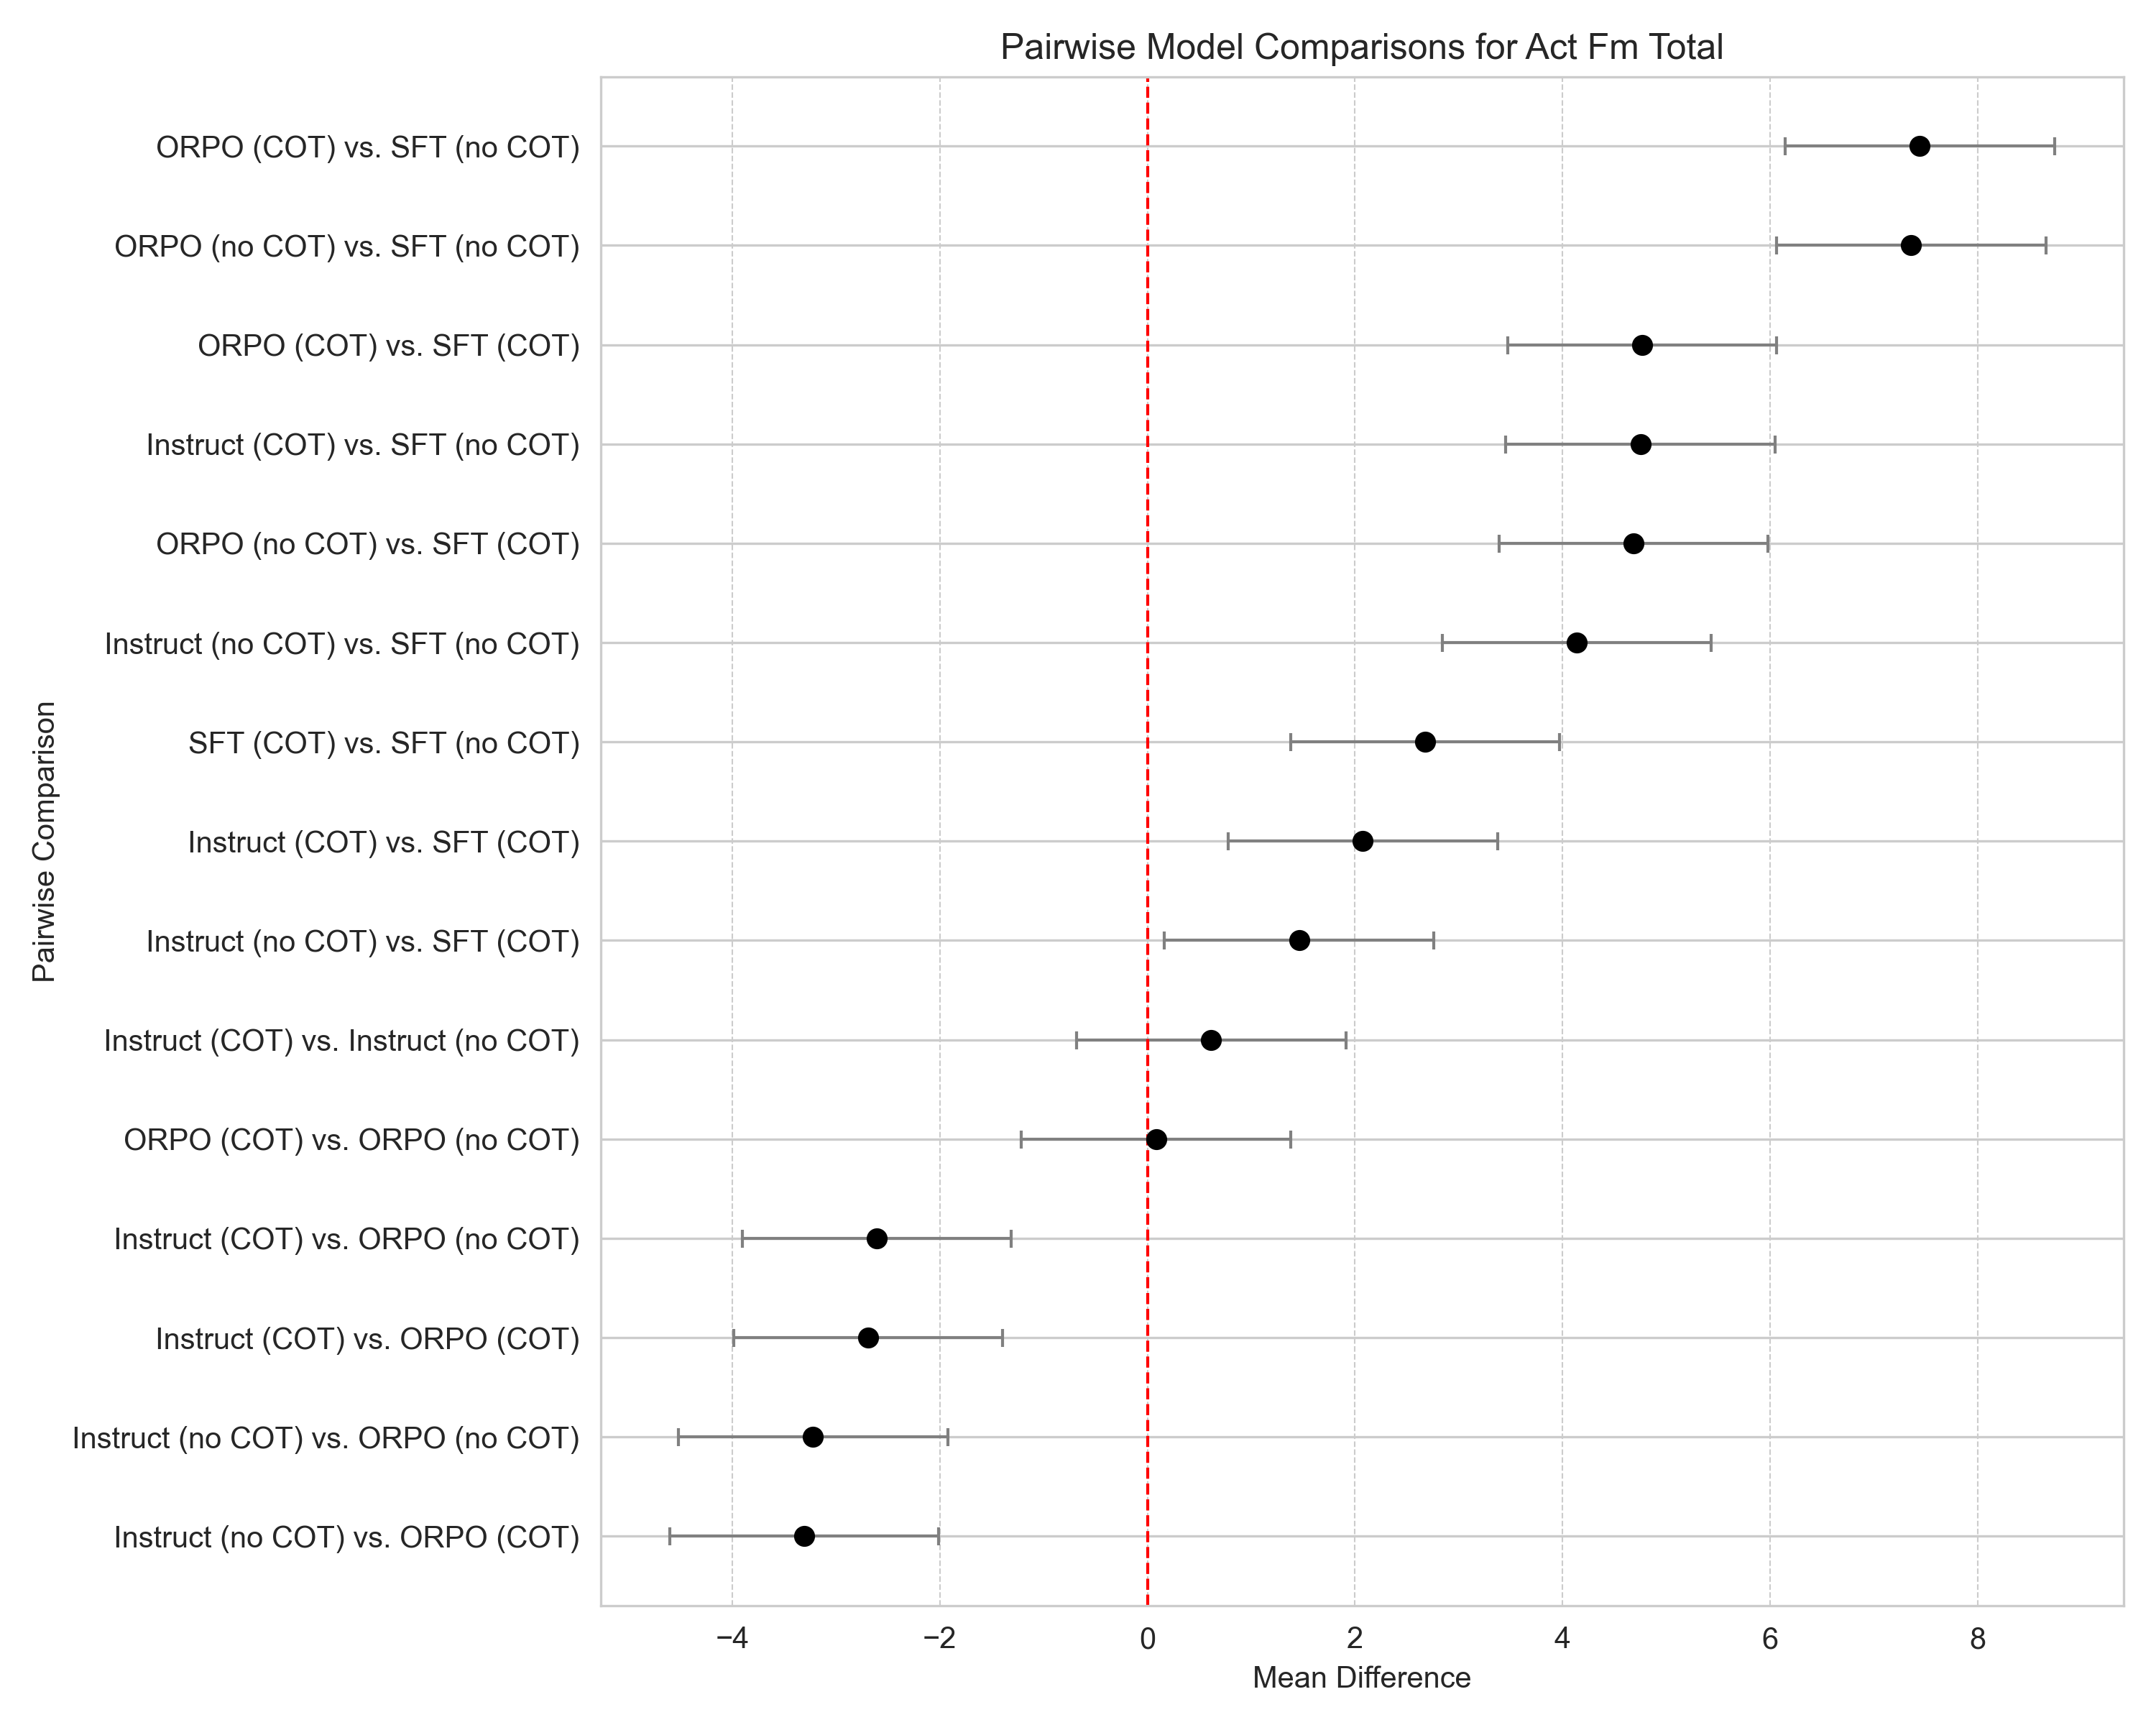 Pairwise Model Comparisons for Act Fm Total
Pairwise Comparison
ORPO (COT) vs. SFT (no COT)
ORPO (no COT) vs. SFT (no COT)
ORPO (COT) vs. SFT (COT)
Instruct (COT) vs. SFT (no COT)
ORPO (no COT) vs. SFT (COT)
Instruct (no COT) vs. SFT (no COT)
SFT (COT) vs. SFT (no COT)
Instruct (COT) vs. SFT (COT)
Instruct (no COT) vs. SFT (COT)
Instruct (COT) vs. Instruct (no COT)
ORPO (COT) vs. ORPO (no COT)
Instruct (COT) vs. ORPO (no COT)
Instruct (COT) vs. ORPO (COT)
Instruct (no COT) vs. ORPO (no COT)
Instruct (no COT) vs. ORPO (COT)
−4 −2 0 2 4 6 8
Mean Difference